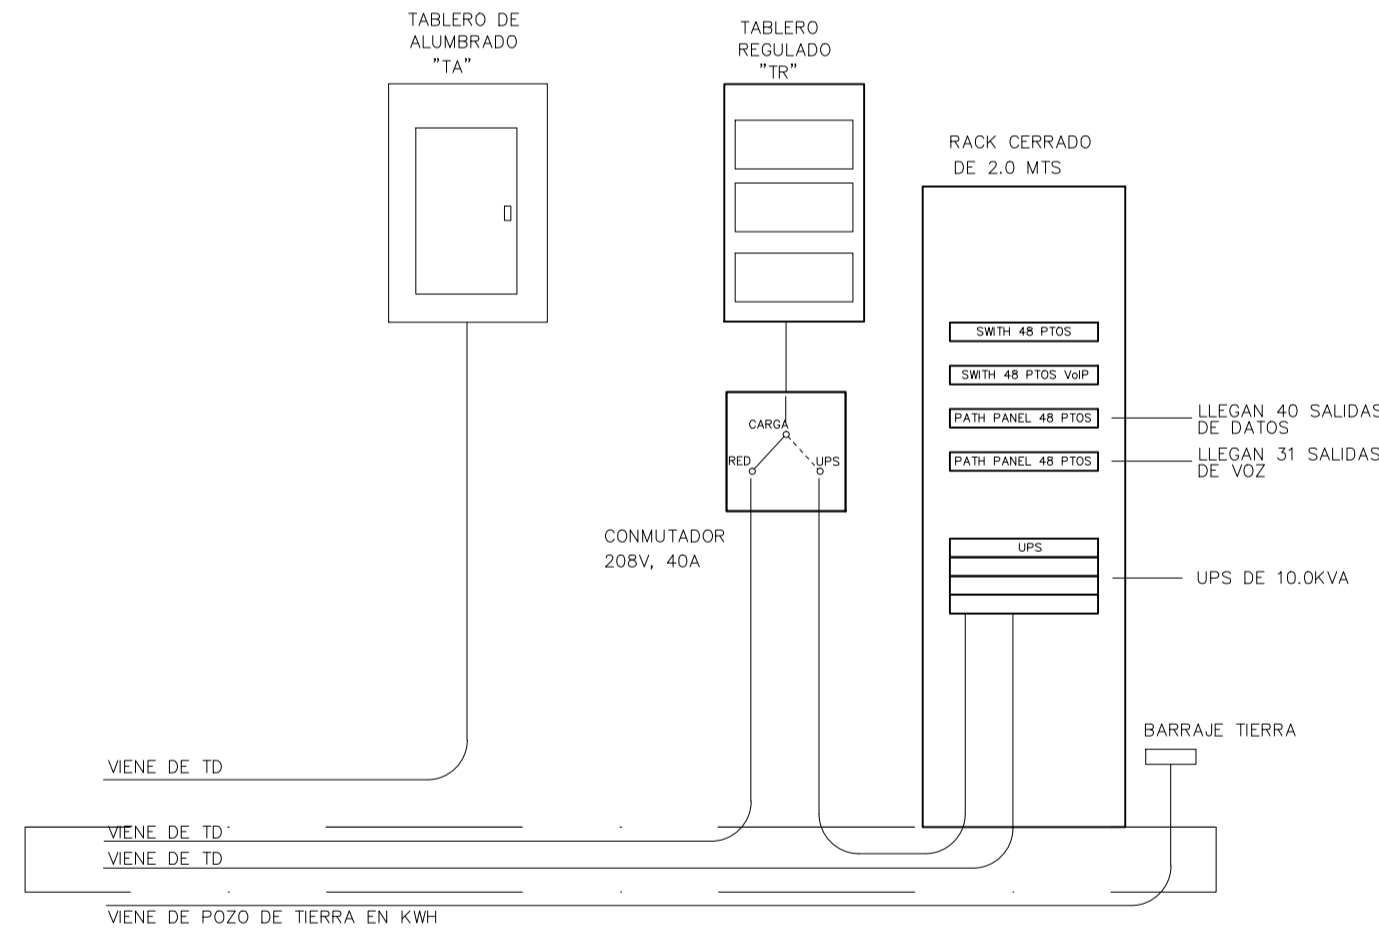 TABLERO DE
ALUMBRADO
"TA"
TABLERO
REGULADO
"TR"
RACK CERRADO
DE 2.0 MTS
SWITH 48 PTOS
SWITH 48 PTOS VoIP
PATH PANEL 48 PTOS
LLEGAN 40 SALIDAS
DE DATOS
PATH PANEL 48 PTOS
LLEGAN 31 SALIDAS
DE VOZ
CARGA
RED
UPS
CONMUTADOR
208V, 40A
UPS
UPS DE 10.0KVA
BARRAJE TIERRA
VIENE DE TD
VIENE DE TD
VIENE DE TD
VIENE DE POZO DE TIERRA EN KWH